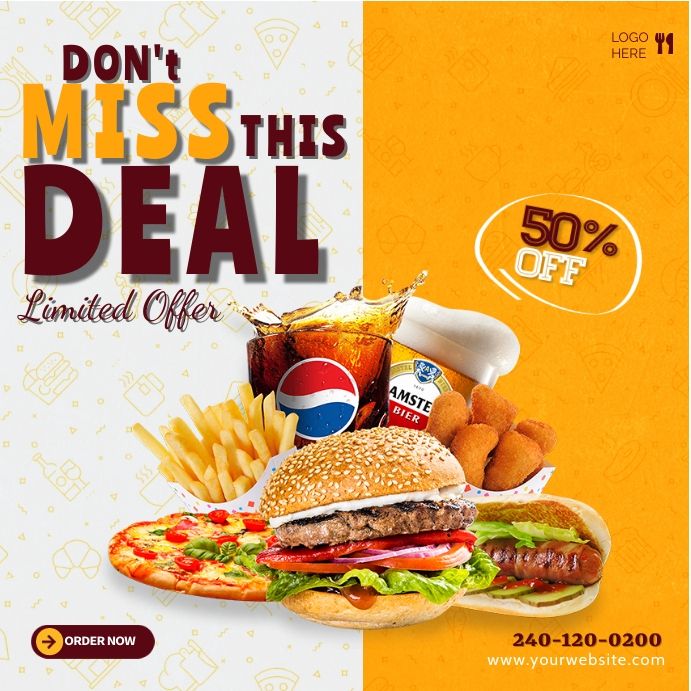 DON't
MISS THIS
DEAL
Limited Offer
LOGO
HERE
50%
OFF
AMSTE
BIER
ORDER NOW
240-120-0200
www.yourwebsite.com